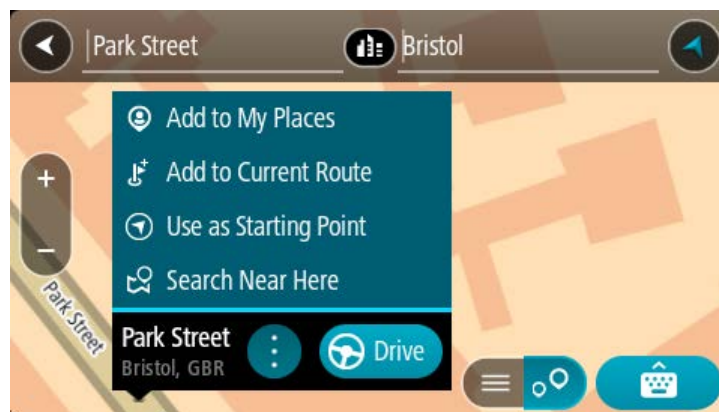 Park Street
Bristol
Add to My Places
Add to Current Route
Use as Starting Point
Search Near Here
Park Street
Park Street
Bristol, GBR
Drive